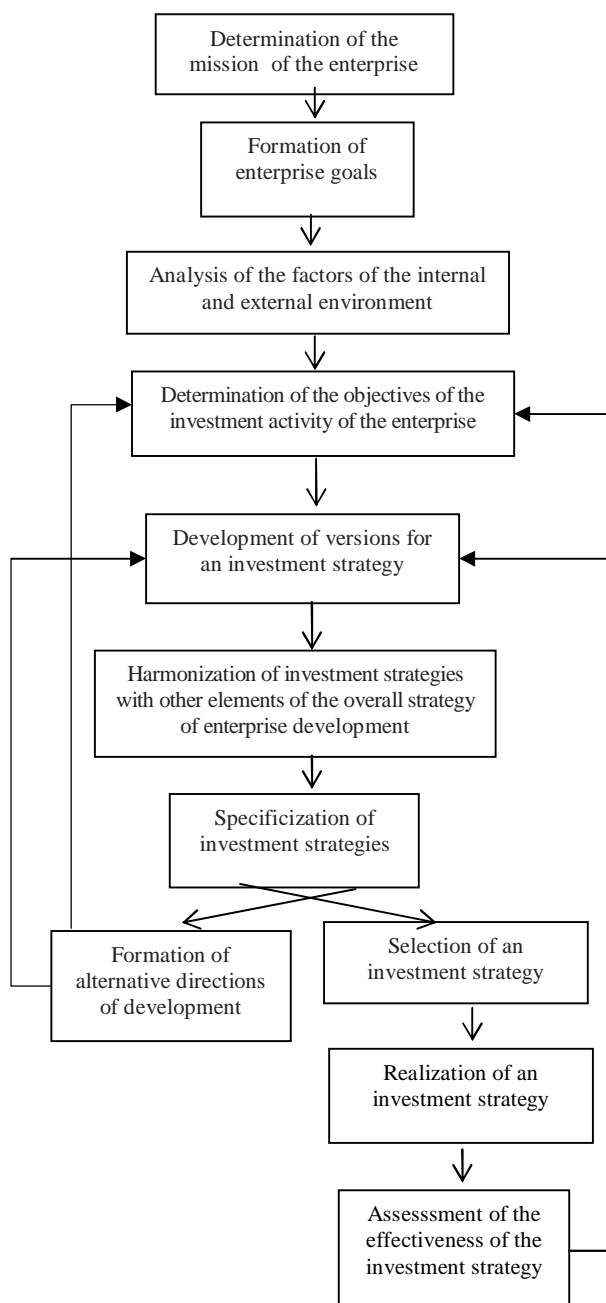 Determination of the
mission of the enterprise
Formation of
enterprise goals
Analysis of the factors of the internal
and external environment
Determination of the objectives of the
investment activity of the enterprise
Development of versions for
an investment strategy
Harmonization of investment strategies
with other elements of the overall strategy
of enterprise development
Specificization of
investment strategies
Formation of
alternative directions
of development
Selection of an
investment strategy
Realization of an
investment strategy
Assesssment of the
effectiveness of the
investment strategy